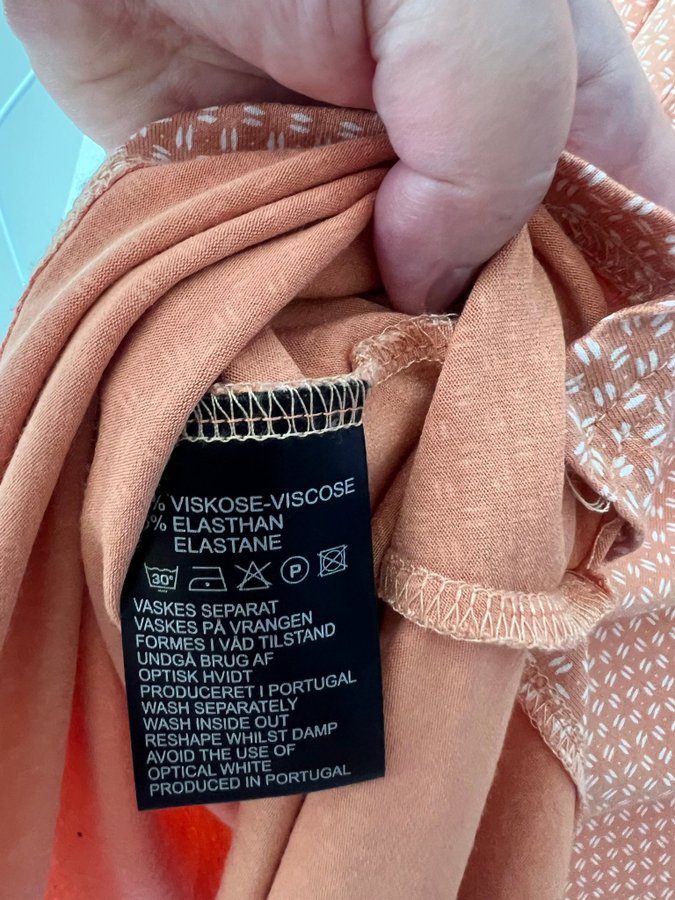 % VISKOSE-VISCOSE
% ELASTHAN
ELASTANE
30° P
VASKES SEPARAT
VASKES PÅ VRANGEN
FORMES I VÅD TILSTAND
UNDGÅ BRUG AF
OPTISK HVIDT
PRODUCERET I PORTUGAL
WASH SEPARATELY
WASH INSIDE OUT
RESHAPE WHILST DAMP
AVOID THE USE OF
OPTICAL WHITE
PRODUCED IN PORTUGAL